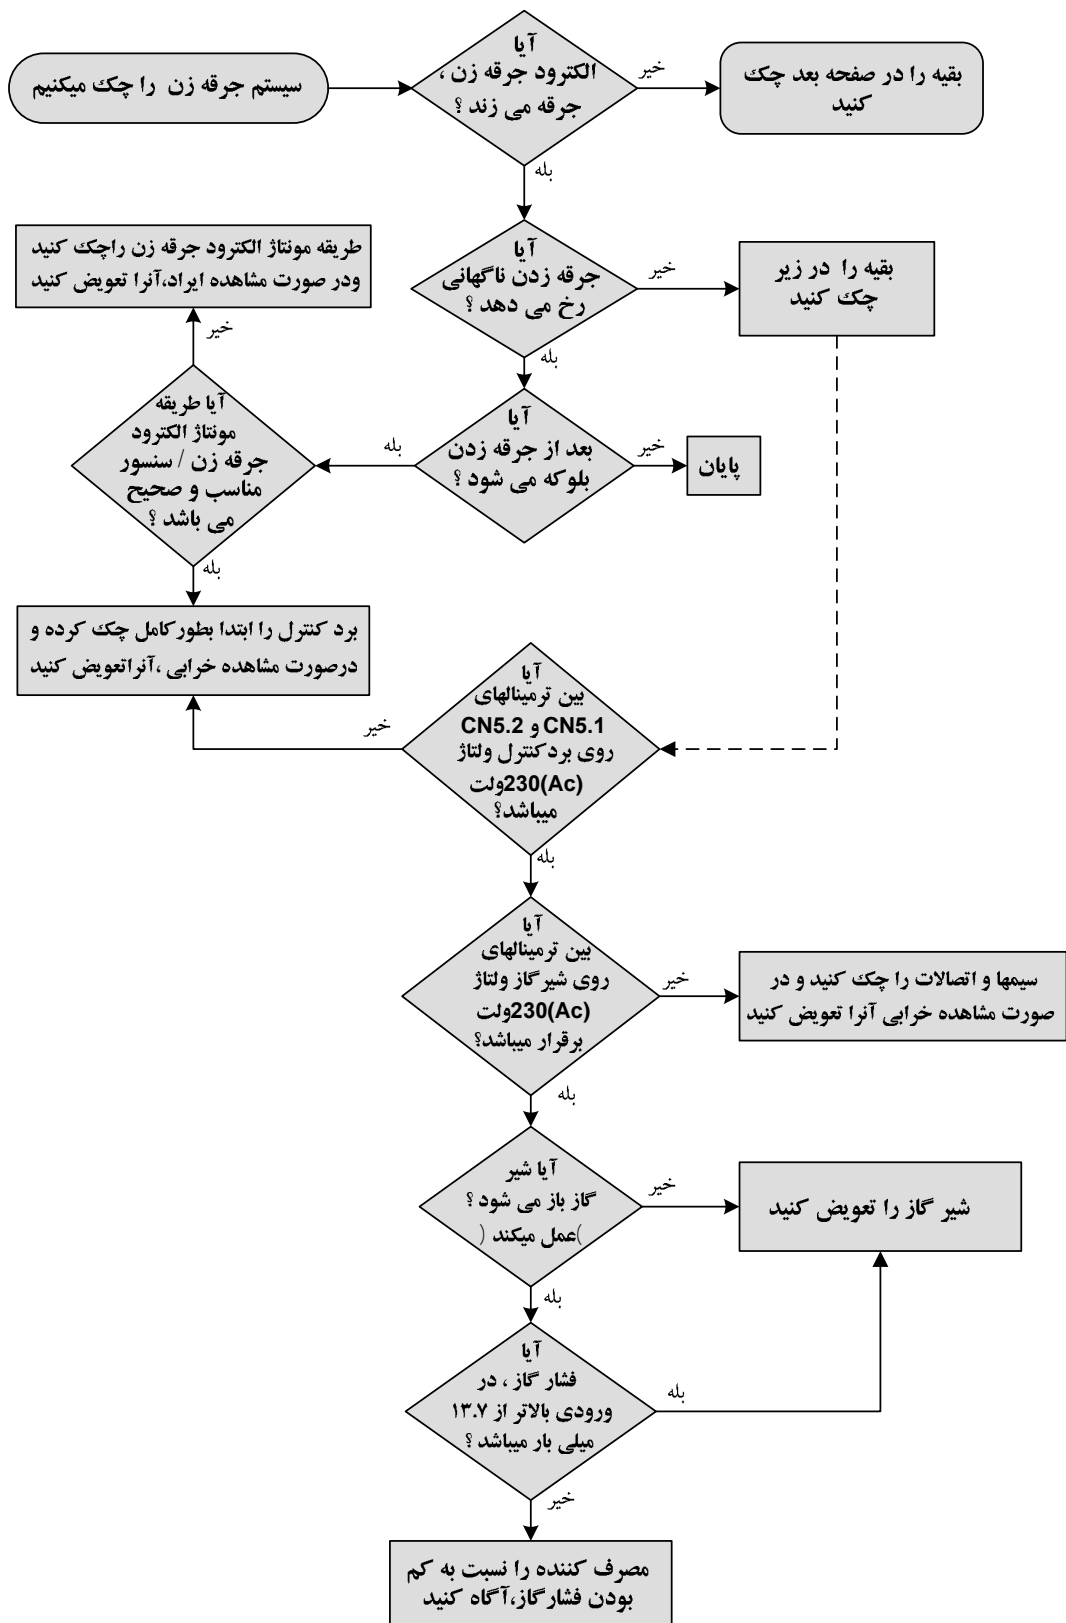 سیستم جرقه زن را چک میکنیم
آیا
الکترود جرقه زن ،
جرقه می زند ؟
خیر
بقیه را در صفحه بعد چک
کنید
بله
آیا
جرقه زدن ناگهانی
رخ می دهد ؟
خیر
بقیه را در زیر
چک کنید
بله
آیا
بعد از جرقه زدن
بلوکه می شود ؟
خیر
پایان
بله
آیا طریقه
مونتاژ الکترود
جرقه زن / سنسور
مناسب و صحیح
می باشد ؟
خیر
طریقه مونتاژ الکترود جرقه زن راچک کنید
ودر صورت مشاهده ایراد،آنرا تعویض کنید
بله
برد کنترل را ابتدا بطورکامل چک کرده و
درصورت مشاهده خرابی ،آنراتعویض کنید
آیا
بین ترمینالهای
CN5.1 و CN5.2
روی بردکنترل ولتاژ
230(Ac)ولت
میباشد؟
خیر
بله
آیا
بین ترمینالهای
روی شیرگاز ولتاژ
230(Ac)ولت
برقرار میباشد؟
خیر
سیمها و اتصالات را چک کنید و در
صورت مشاهده خرابی آنرا تعویض کنید
بله
آیا شیر
گاز باز می شود ؟
)عمل میکند (
خیر
شیر گاز را تعویض کنید
بله
آیا
فشار گاز ، در
ورودی بالاتر از ۱۳.۷
میلی بار میباشد ؟
بله
خیر
مصرف کننده را نسبت به کم
بودن فشارگاز،آگاه کنید